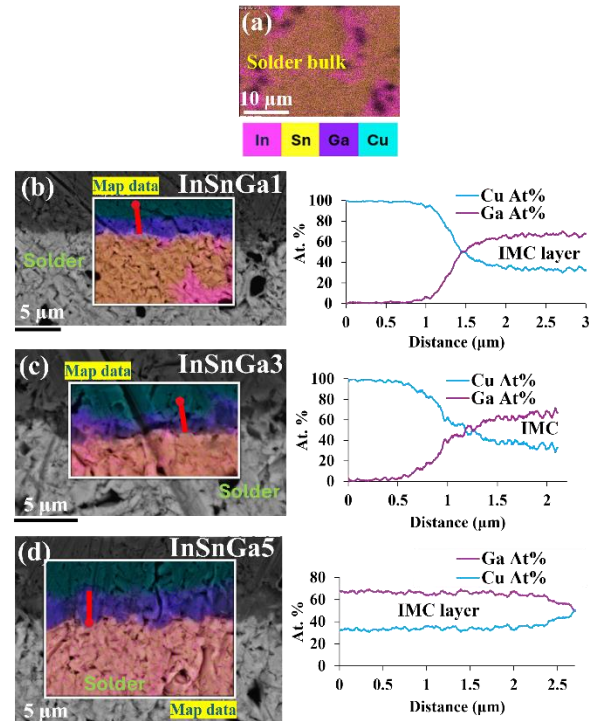 (a)
Solder bulk
10 μm
In Sn Ga Cu
(b) Map data InSnGa1
Solder
5 μm
Cu At%
Ga At%
IMC layer
At. %
100
80
60
40
20
0
0 0.5 1 1.5 2 2.5 3
Distance (μm)
(c) Map data InSnGa3
Solder
5 μm
Cu At%
Ga At%
IMC
At. %
100
80
60
40
20
0
0 0.5 1 1.5 2
Distance (μm)
(d) InSnGa5
Solder
Map data
5 μm
Ga At%
Cu At%
IMC layer
At. %
80
60
40
20
0
0 0.5 1 1.5 2 2.5
Distance (μm)